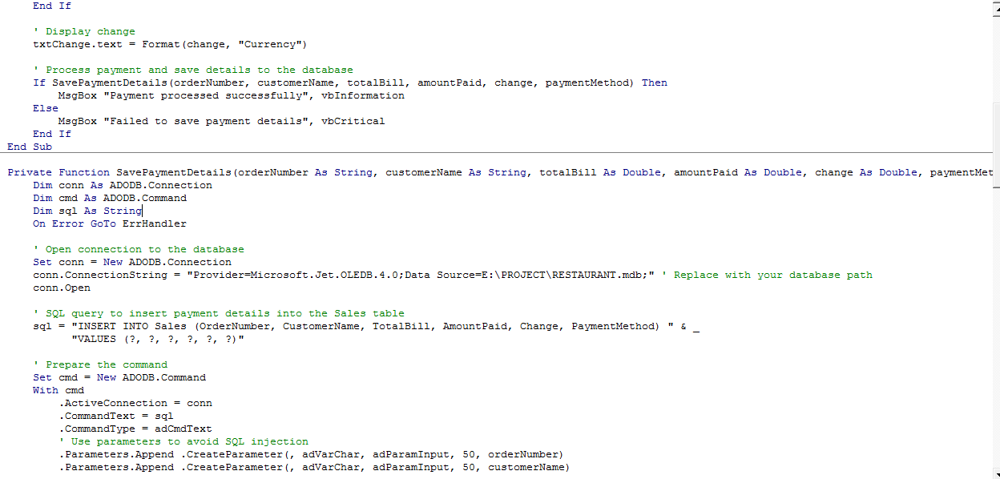 End If
' Display change
txtChange.text = Format(change, "Currency")
' Process payment and save details to the database
If SavePaymentDetails(orderNumber, customerName, totalBill, amountPaid, change, paymentMethod) Then
MsgBox "Payment processed successfully", vbInformation
Else
MsgBox "Failed to save payment details", vbCritical
End If
End Sub
Private Function SavePaymentDetails(orderNumber As String, customerName As String, totalBill As Double, amountPaid As Double, change As Double, paymentMet
Dim conn As ADODB.Connection
Dim cmd As ADODB.Command
Dim sql As String
On Error GoTo ErrHandler
' Open connection to the database
Set conn = New ADODB.Connection
conn.ConnectionString = "Provider=Microsoft.Jet.OLEDB.4.0;Data Source=E:\PROJECT\RESTAURANT.mdb;" ' Replace with your database path
conn.Open
' SQL query to insert payment details into the Sales table
sql = "INSERT INTO Sales (OrderNumber, CustomerName, TotalBill, AmountPaid, Change, PaymentMethod) " & _
"VALUES (?, ?, ?, ?, ?, ?)"
' Prepare the command
Set cmd = New ADODB.Command
With cmd
.ActiveConnection = conn
.CommandText = sql
.CommandType = adCmdText
' Use parameters to avoid SQL injection
.Parameters.Append .CreateParameter(, adVarChar, adParamInput, 50, orderNumber)
.Parameters.Append .CreateParameter(, adVarChar, adParamInput, 50, customerName)